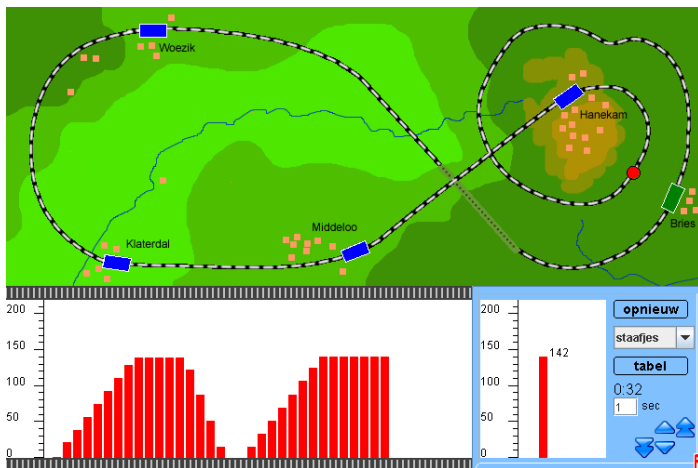 Woezik
Hanekam
Middeloo
Klaterdal
Bries
200
150
100
50
0
200
150
100
50
0
142
opnieuw
staafjes
tabel
0:32
1 sec